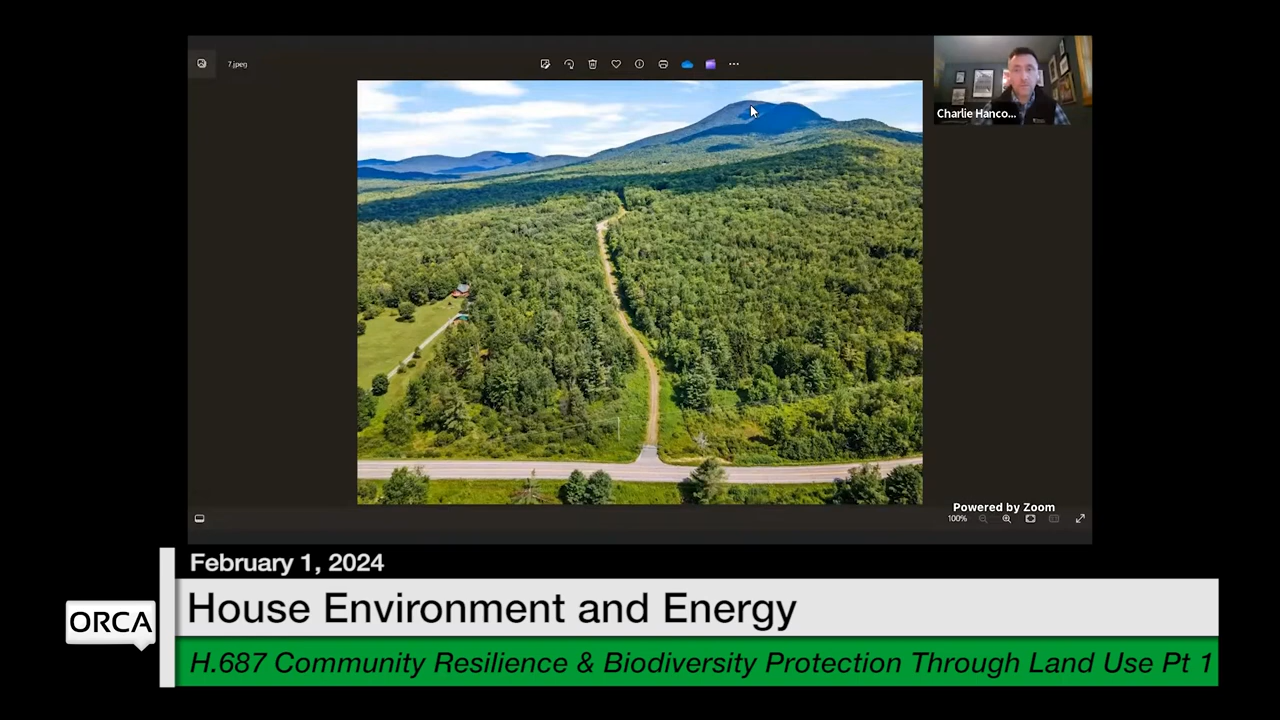 7.jpeg
Charlie Hanco...
Powered by Zoom
100%
February 1, 2024
House Environment and Energy
ORCA
H.687 Community Resilience & Biodiversity Protection Through Land Use Pt 1